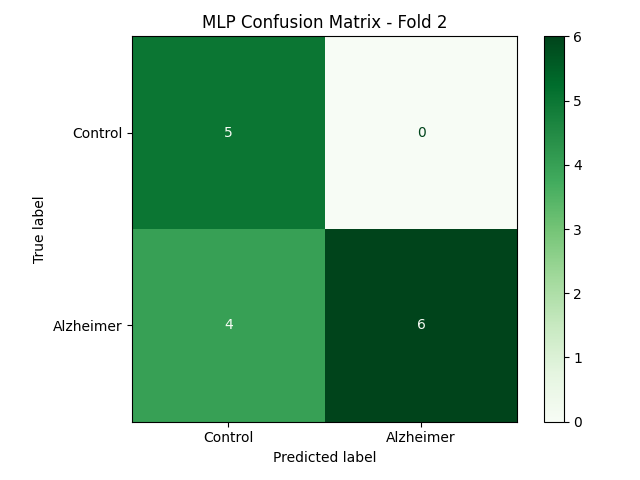 MLP Confusion Matrix - Fold 2
True label
Control
Alzheimer
5
0
4
6
Control
Alzheimer
Predicted label
6
5
4
3
2
1
0